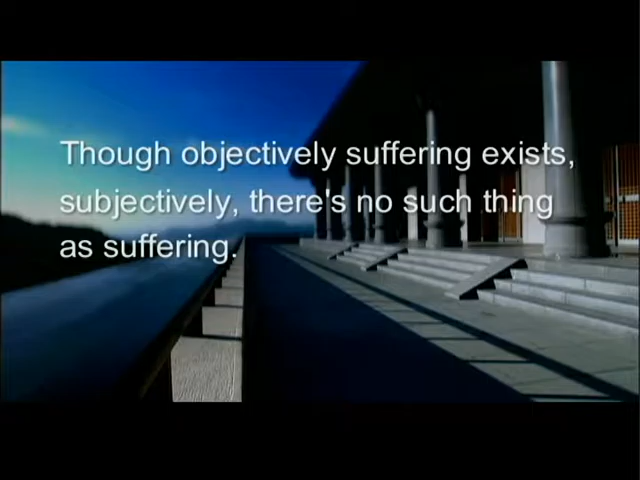 Though objectively suffering exists,
subjectively, there's no such thing
as suffering.